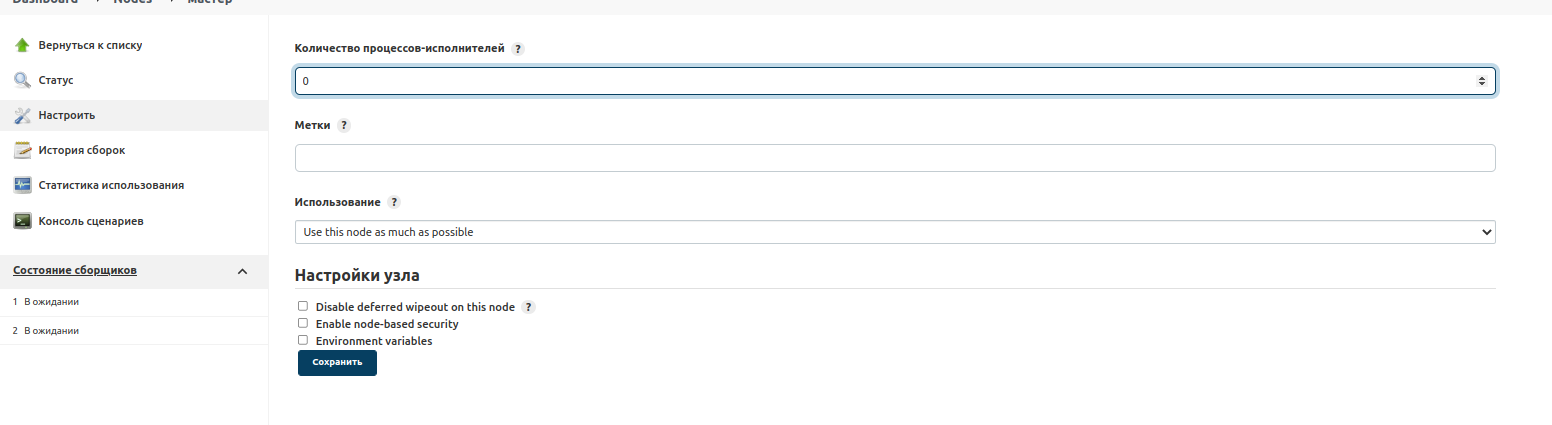 Dashboard > Nodes > мастер
Вернуться к списку
Статус
Настроить
История сборок
Статистика использования
Консоль сценариев
Состояние сборщиков
1 В ожидании
2 В ожидании
Количество процессов-исполнителей ?
0
Метки ?
Использование ?
Use this node as much as possible
Настройки узла
Disable deferred wipeout on this node ?
Enable node-based security
Environment variables
Сохранить